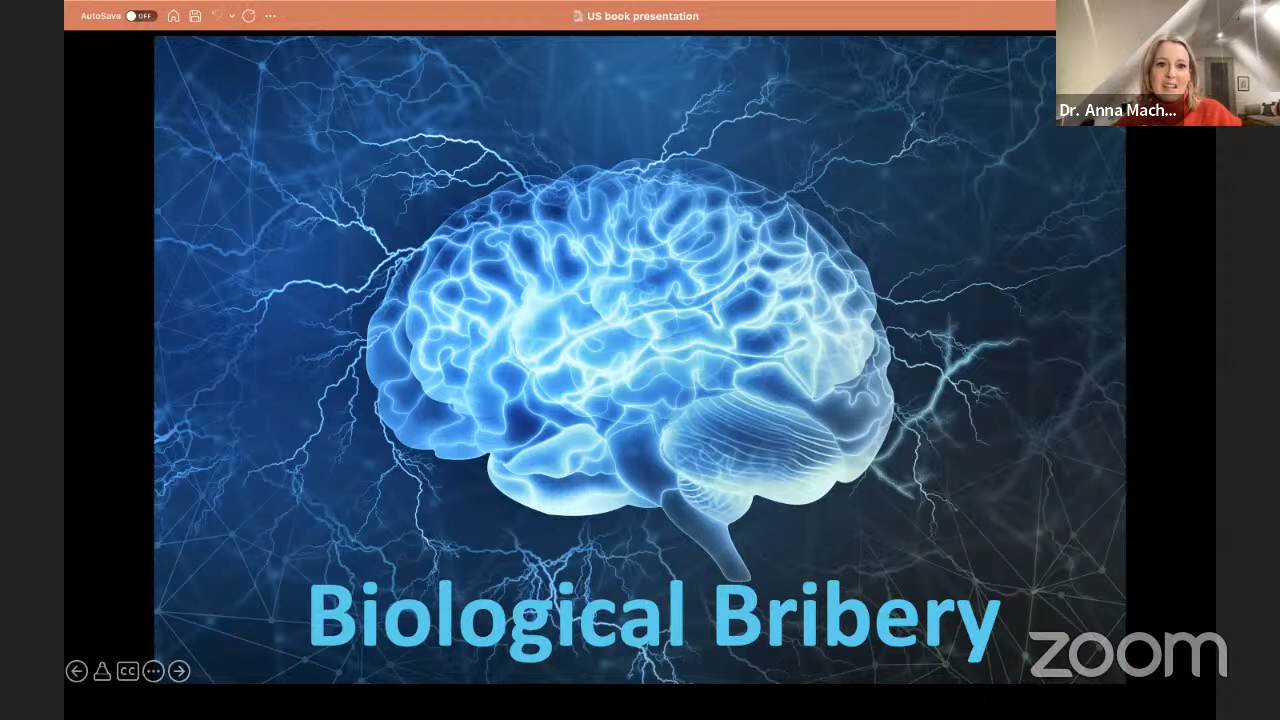 AutoSave OFF
US book presentation
Dr. Anna Mach...
Biological Bribery
zoom
CC